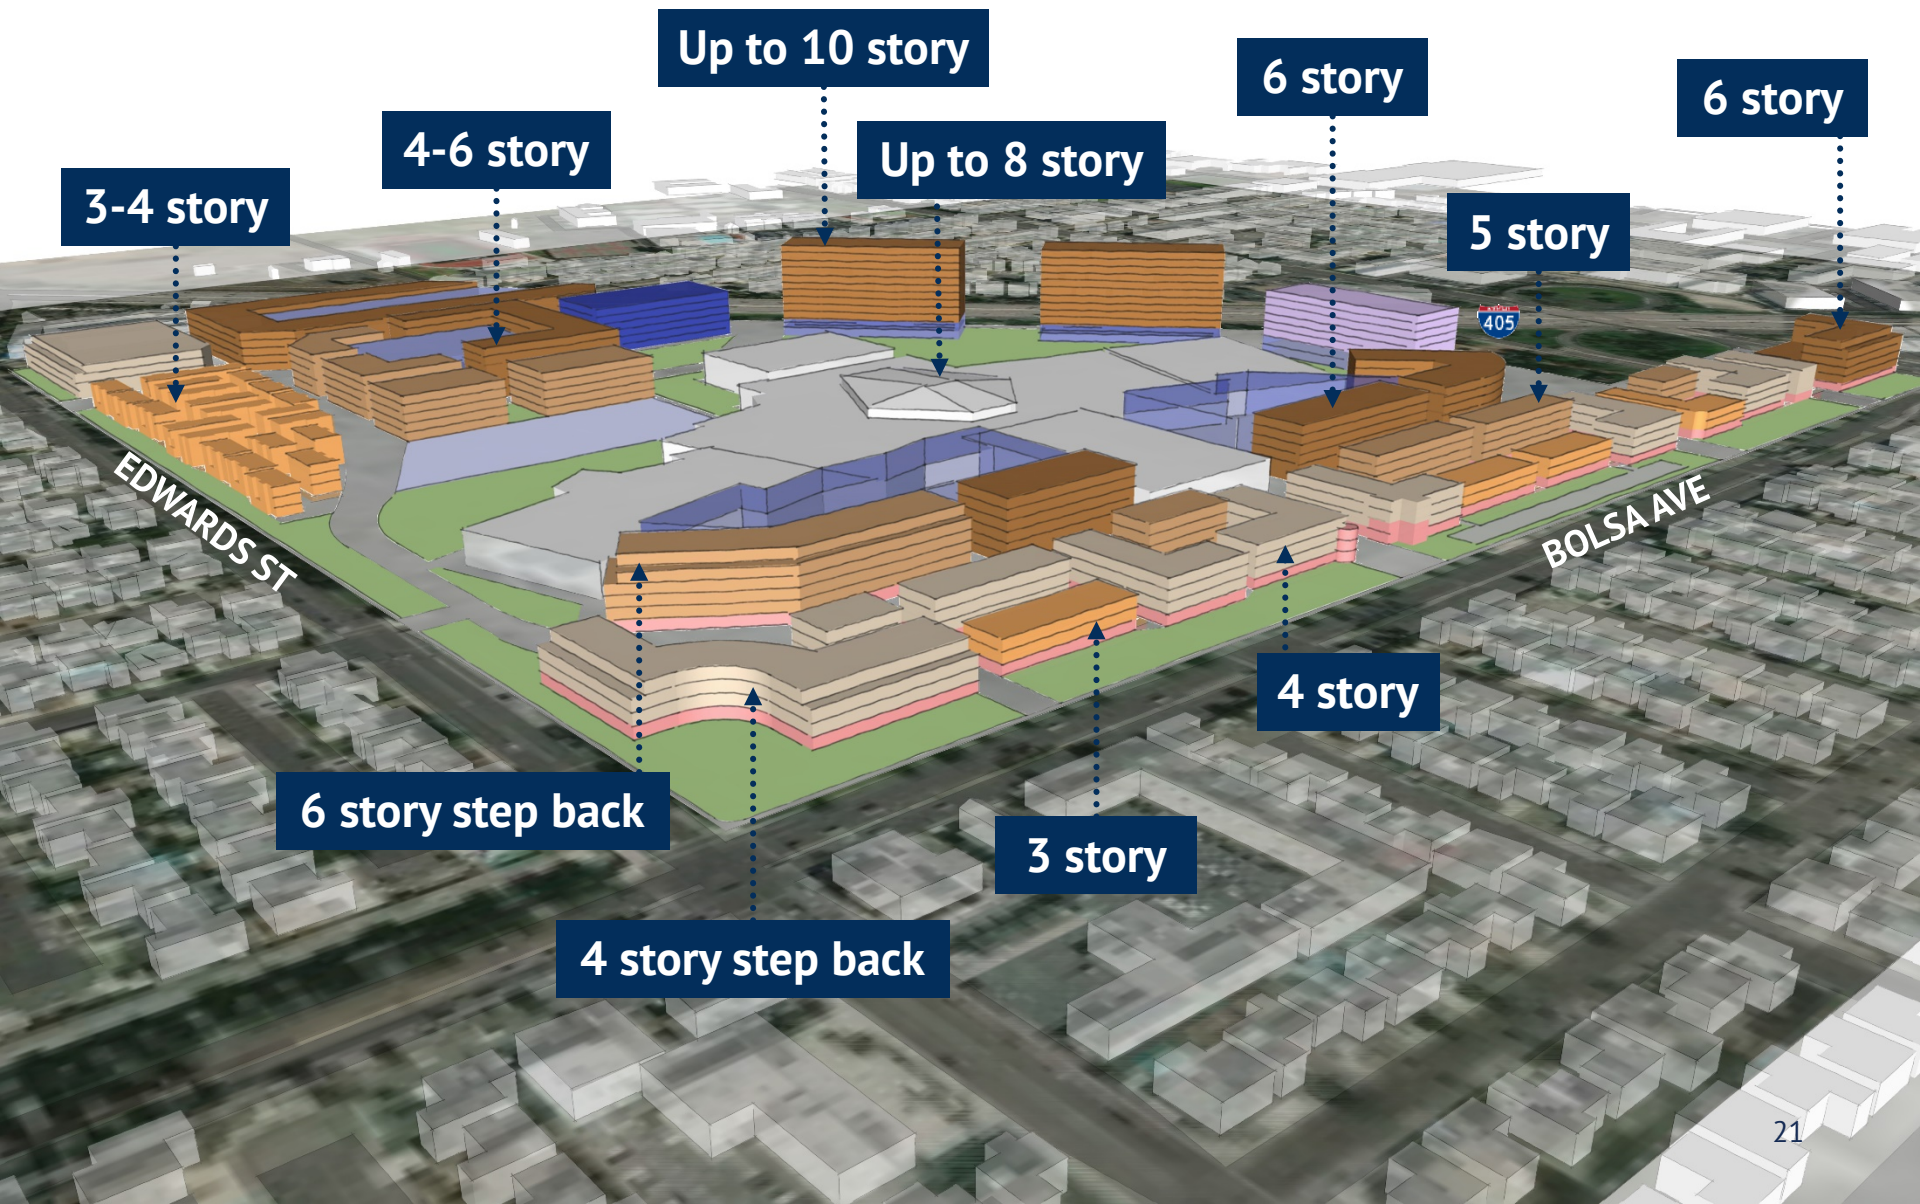 Up to 10 story
6 story
6 story
4-6 story
Up to 8 story
3-4 story
5 story
405
EDWARDS ST
BOLSA AVE
4 story
6 story step back
3 story
4 story step back
21